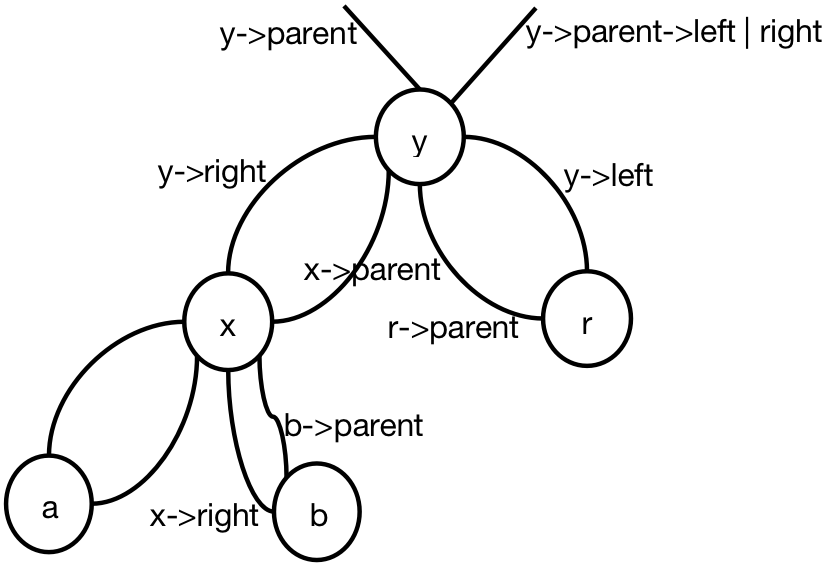 y->parent
y->parent->left | right
y
y->right
y->left
x->parent
x
r->parent
r
b->parent
a
x->right
b